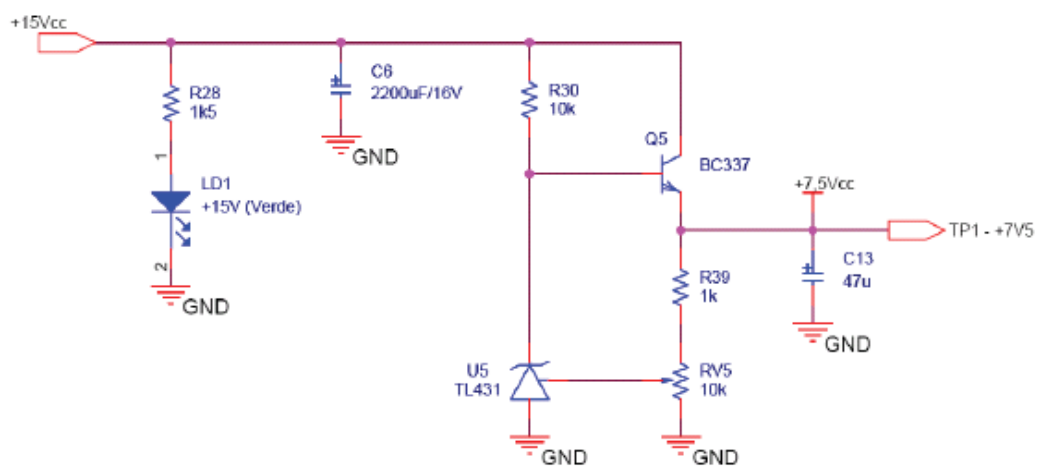 +15Vcc
R28
1k5
1
LD1
+15V (Verde)
2
GND
C6
2200uF/16V
GND
R30
10k
Q5
BC337
+7,5Vcc
TP1 - +7V5
C13
47u
GND
R39
1k
U5
TL431
RV5
10k
GND
GND